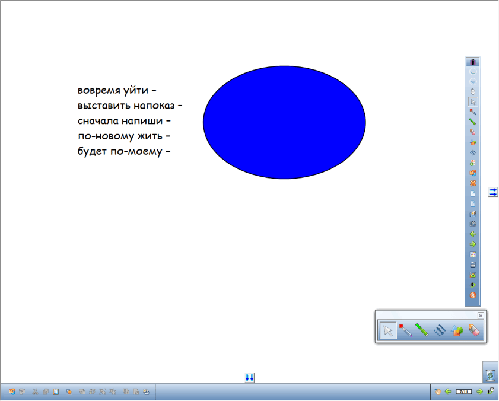 вовремя уйти –
выставить напоказ –
сначала напиши –
по-новому жить –
будет по-моему –